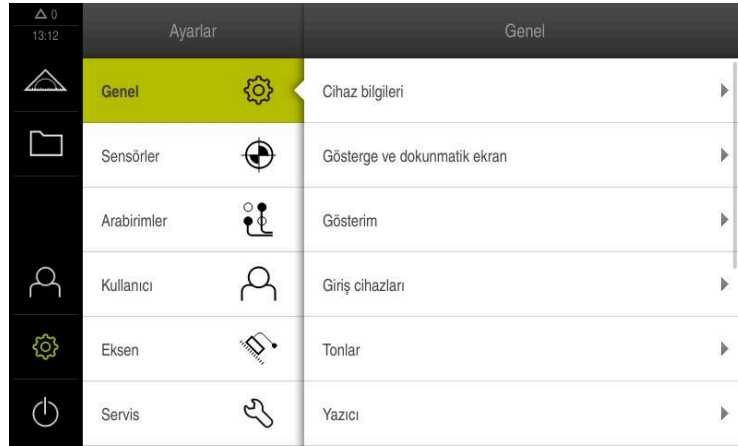 0
13:12
Ayarlar
Genel
Genel
Sensörler
Arabirimler
Kullanıcı
Eksen
Servis
Cihaz bilgileri
Gösterge ve dokunmatik ekran
Gösterim
Giriş cihazları
Tonlar
Yazıcı